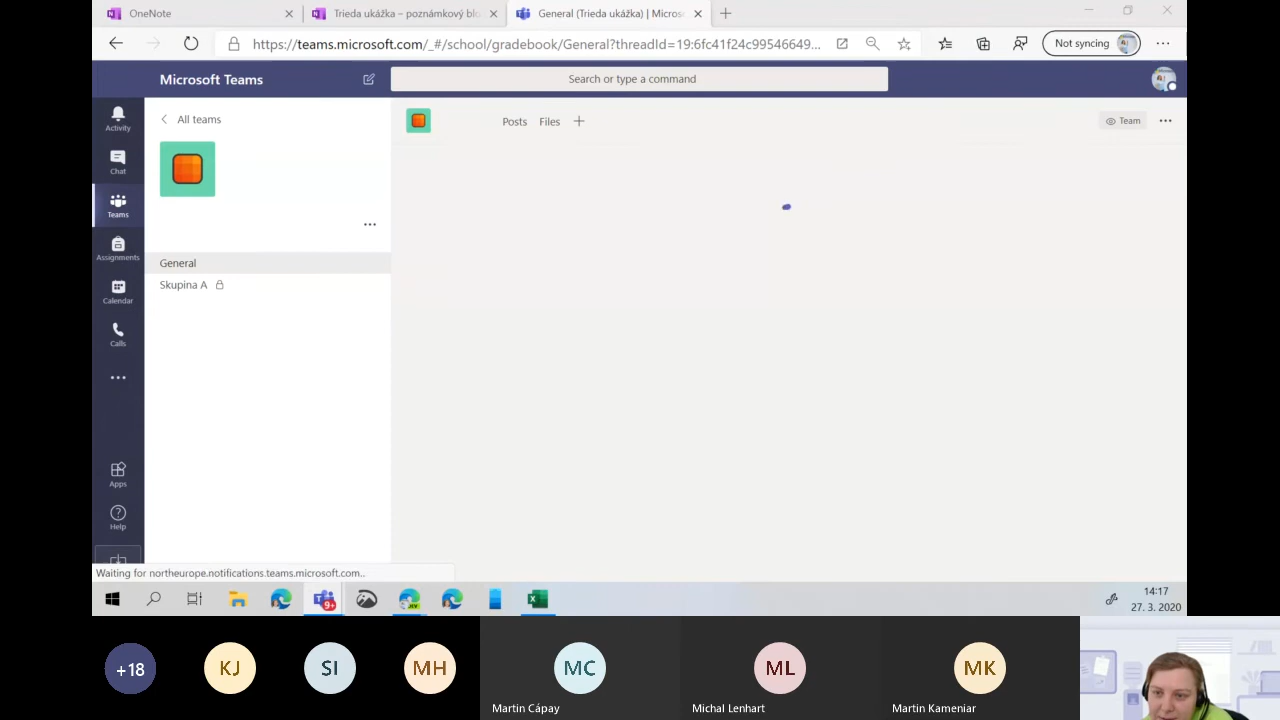 OneNote
Trieda ukážka – poznámkový blo
General (Trieda ukážka) | Micros
https://teams.microsoft.com/_#/school/gradebook/General?threadId=19:6fc41f24c99546649...
Not syncing
Microsoft Teams
Search or type a command
Activity
Chat
Teams
Assignments
Calendar
Calls
Apps
Help
All teams
General
Skupina A
Posts
Files
Team
Waiting for northeurope.notifications.teams.microsoft.com...
9+
14:17
27. 3. 2020
+18
KJ
SI
MH
MC
Martin Cápay
ML
Michal Lenhart
MK
Martin Kameniar